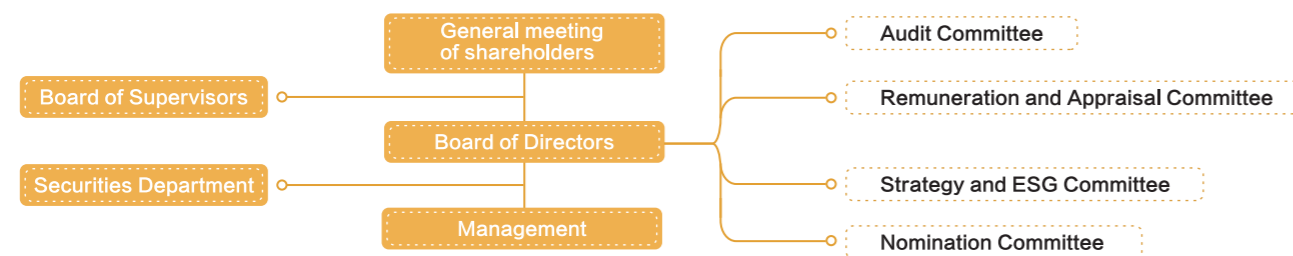 General meeting
of shareholders
Board of Supervisors
Board of Directors
Securities Department
Management
Audit Committee
Remuneration and Appraisal Committee
Strategy and ESG Committee
Nomination Committee